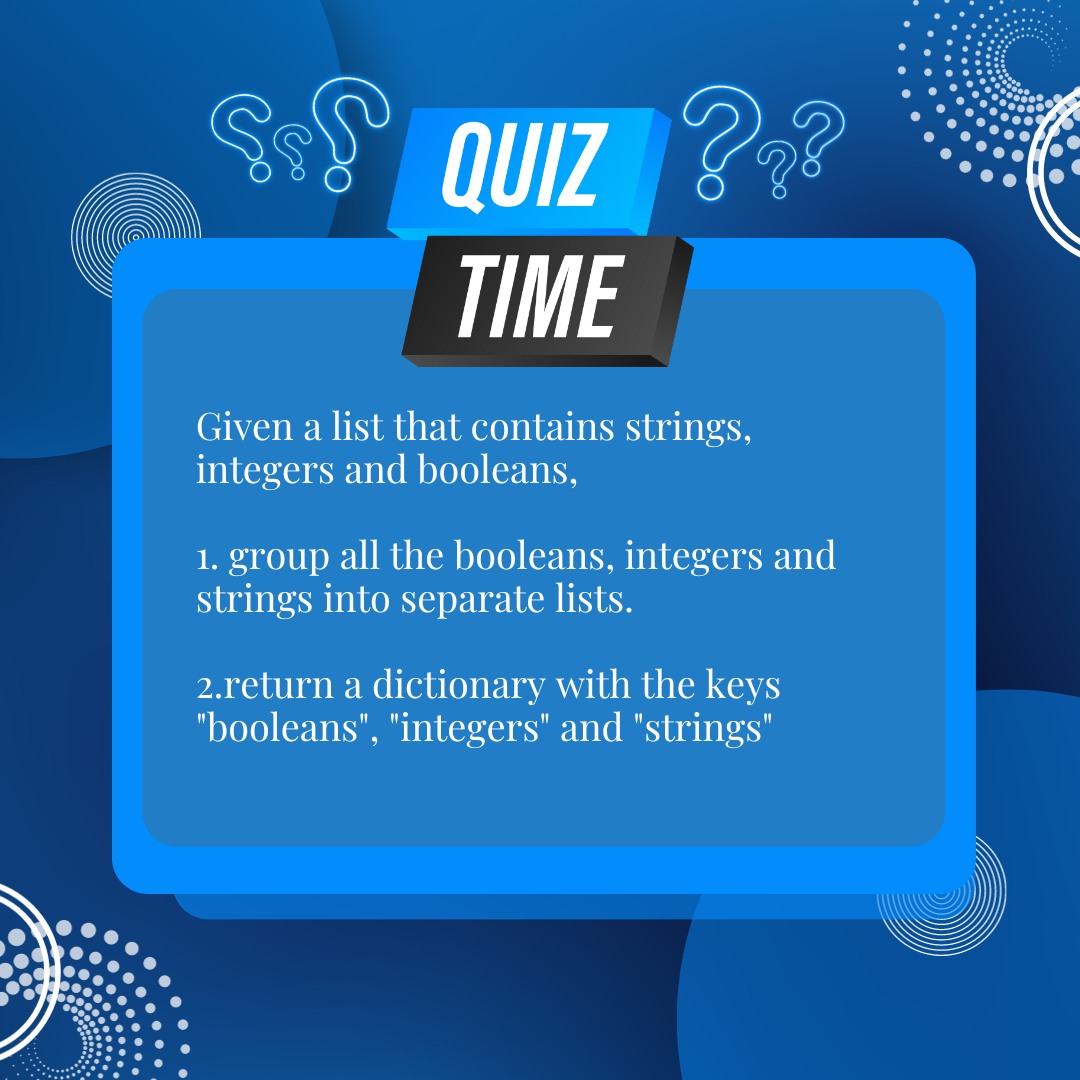 QUIZ
TIME
Given a list that contains strings,
integers and booleans,
1. group all the booleans, integers and
strings into separate lists.
2.return a dictionary with the keys
"booleans", "integers" and "strings"